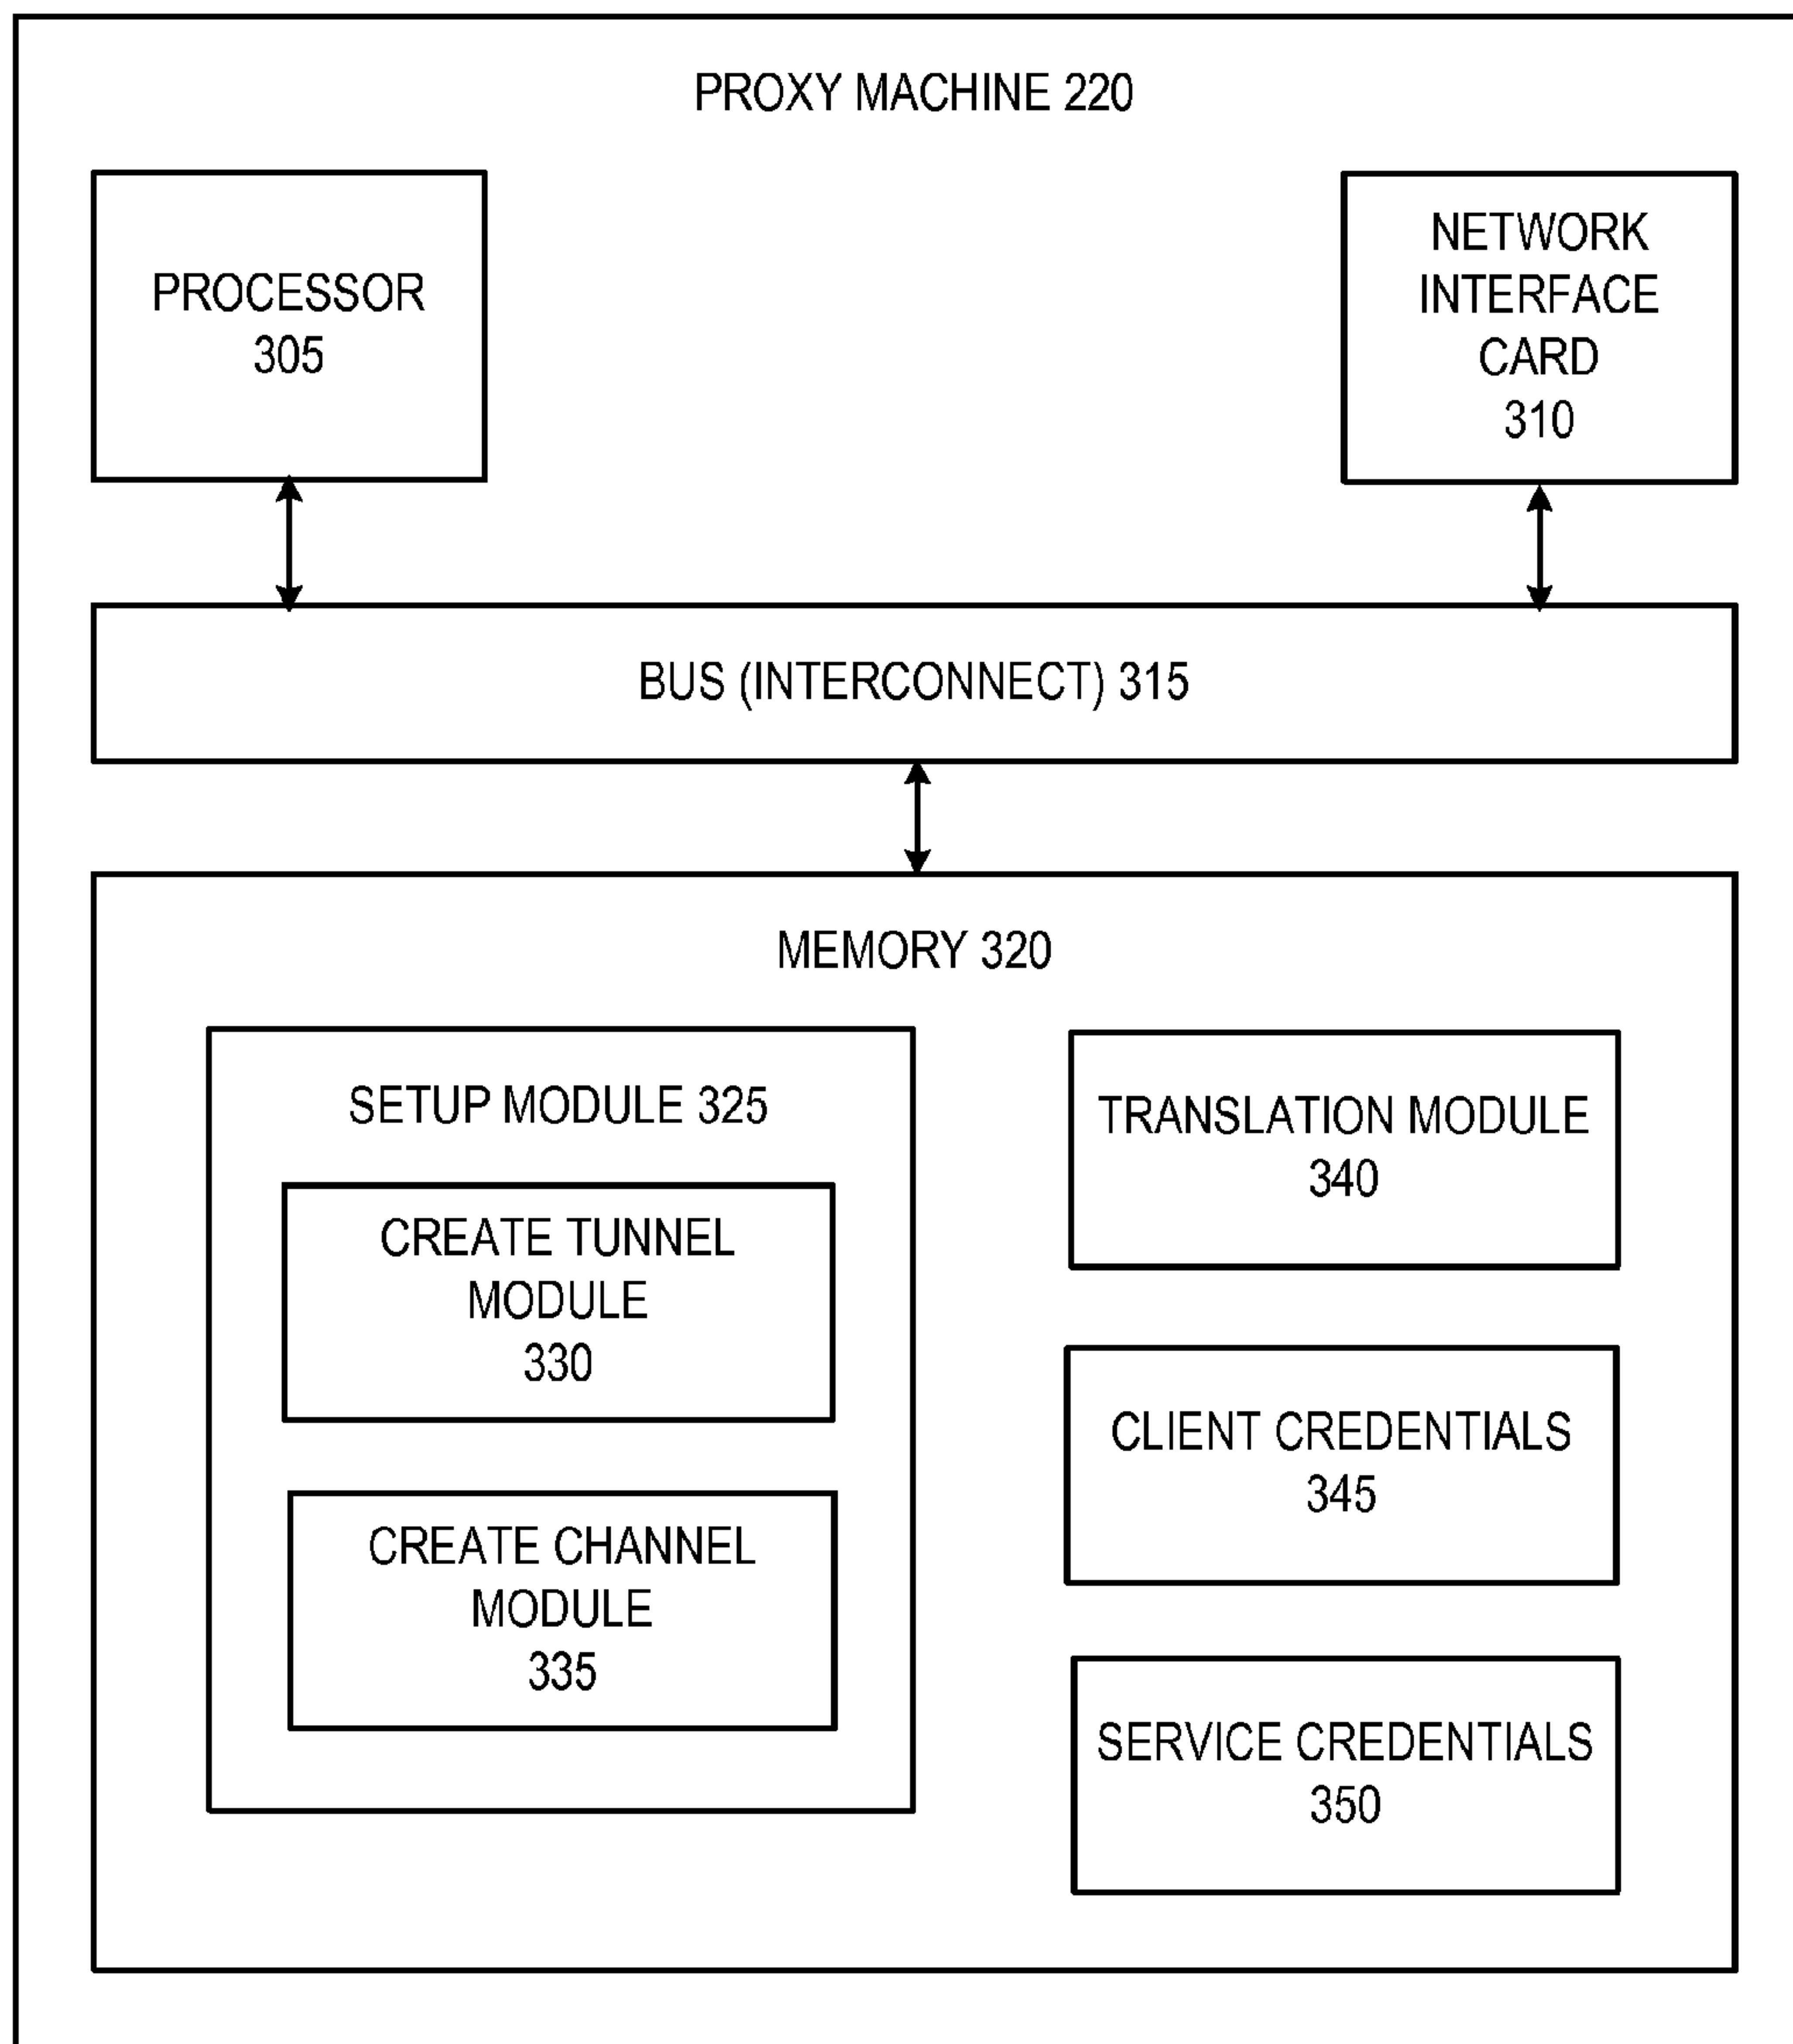 PROXY MACHINE 220
PROCESSOR
305
NETWORK
INTERFACE
CARD
310
BUS (INTERCONNECT) 315
MEMORY 320
SETUP MODULE 325
CREATE TUNNEL
MODULE
330
CREATE CHANNEL
MODULE
335
TRANSLATION MODULE
340
CLIENT CREDENTIALS
345
SERVICE CREDENTIALS
350